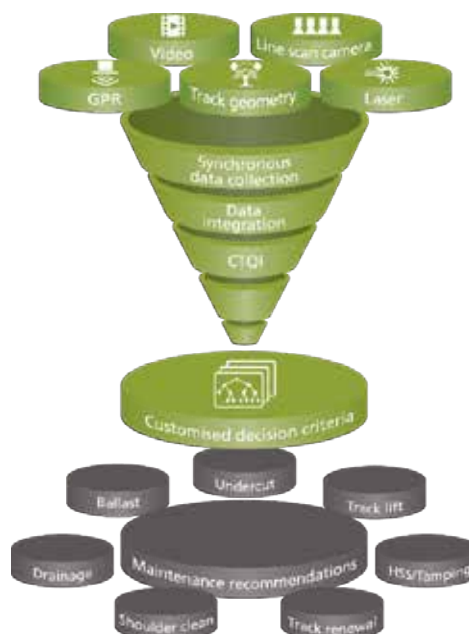 Video
Line scan camera
GPR
Track geometry
Laser
Synchronous
data collection
Data
integration
CTQI
Customised decision criteria
Undercut
Ballast
Track lift
Drainage
Maintenance recommendations
HSS/Tamping
Shoulder clean
Track renewal